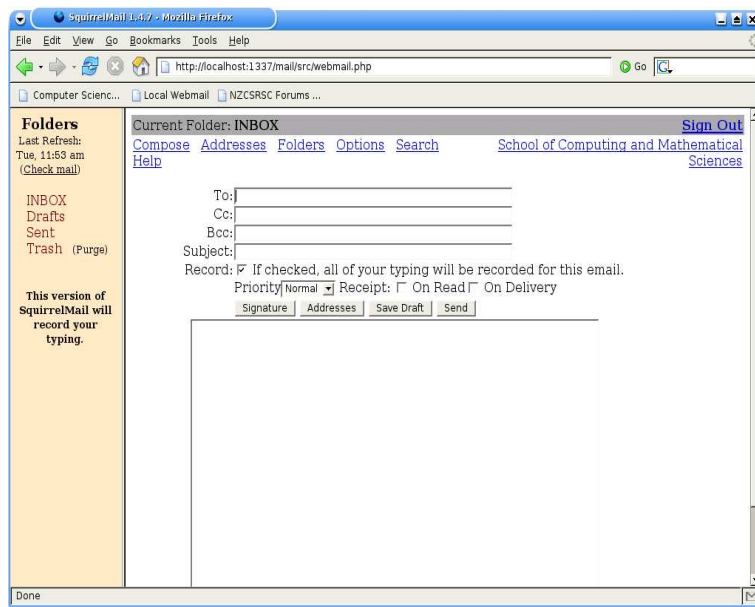 SquirrelMail 1.4.7 - Mozilla Firefox
File Edit View Go Bookmarks Tools Help
http://localhost:1337/mail/src/webmail.php Go G
Computer Scienc... Local Webmail NZCSRSC Forums ...
Folders
Last Refresh:
Tue, 11:53 am
(Check mail)
INBOX
Drafts
Sent
Trash (Purge)
This version of
SquirrelMail will
record your
typing.
Current Folder: INBOX Sign Out
Compose Addresses Folders Options Search School of Computing and Mathematical
Help Sciences
To:
Cc:
Bcc:
Subject:
Record: If checked, all of your typing will be recorded for this email.
Priority Normal Receipt: On Read On Delivery
Signature Addresses Save Draft Send
Done